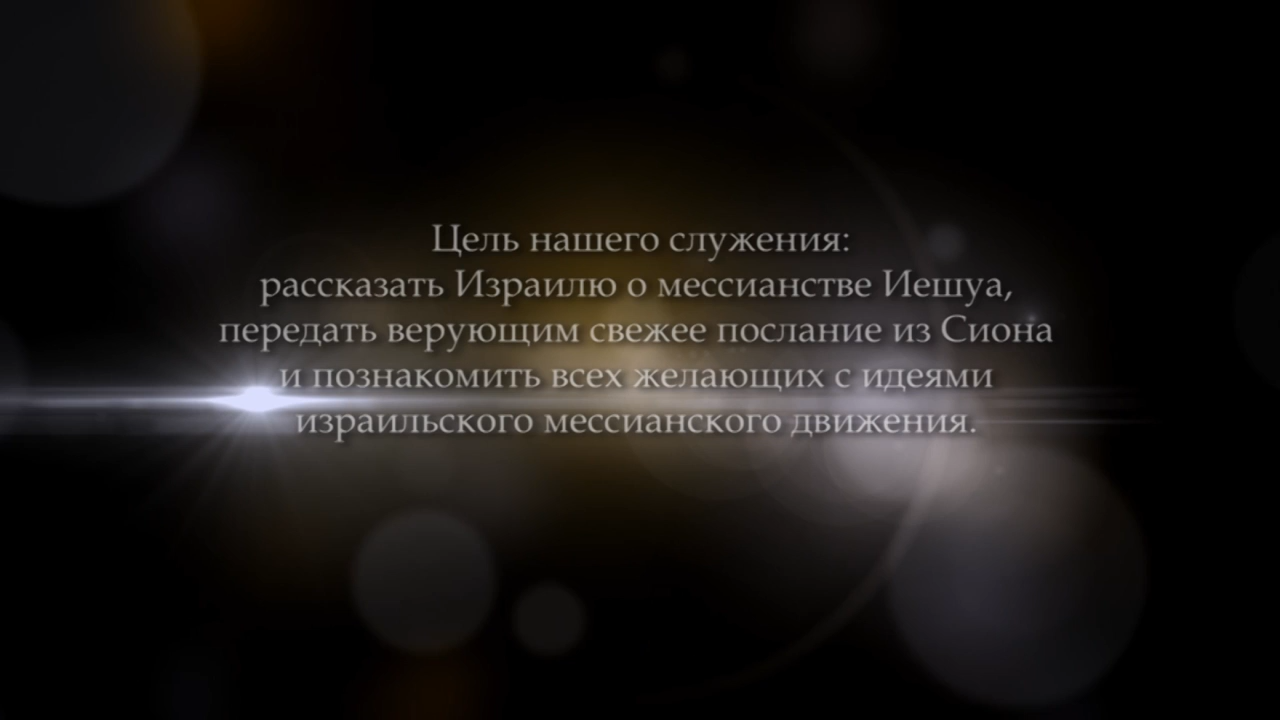 Цель нашего служения:
рассказать Израилю о мессианстве Иешуа,
передать верующим свежее послание из Сиона
и познакомить всех желающих с идеями
израильского мессианского движения.